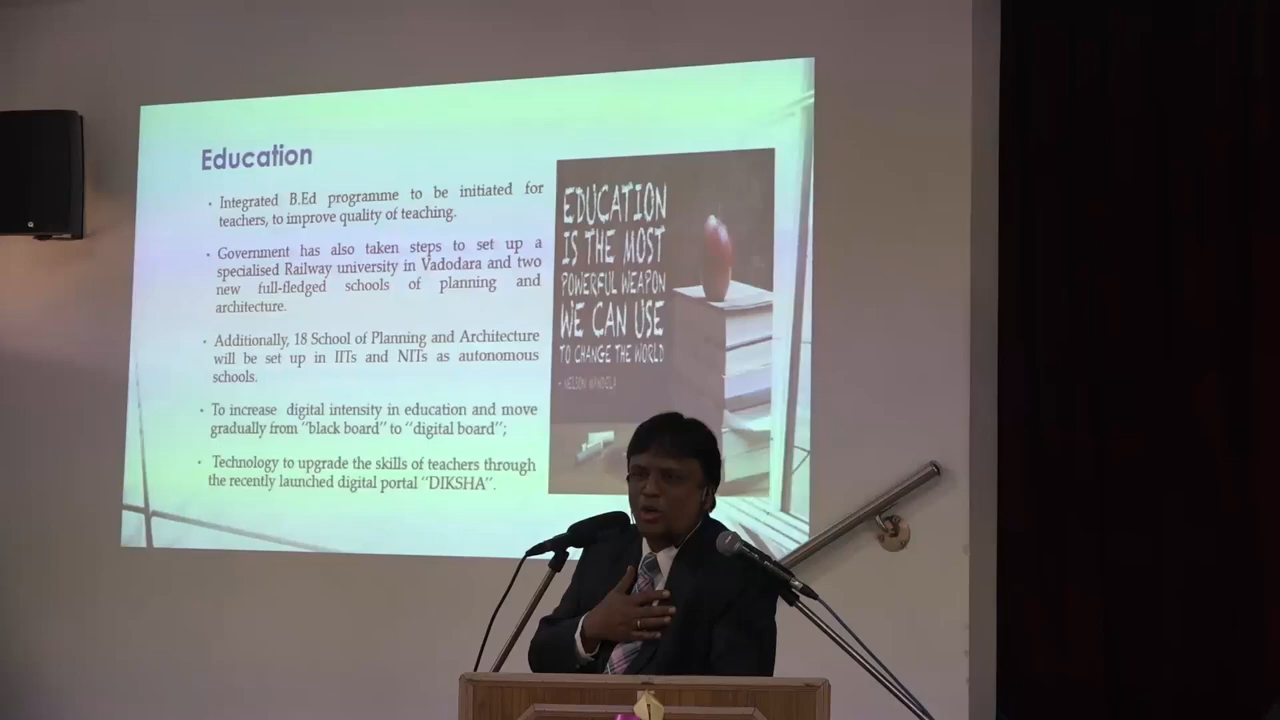 Education
· Integrated B.Ed programme to be initiated for
teachers, to improve quality of teaching.
· Government has also taken steps to set up a
specialised Railway university in Vadodara and two
new full-fledged schools of planning and
architecture.
· Additionally, 18 School of Planning and Architecture
will be set up in IITs and NITs as autonomous
schools.
· To increase digital intensity in education and move
gradually from "black board" to "digital board";
· Technology to upgrade the skills of teachers through
the recently launched digital portal "DIKSHA".
EDUCATION
IS THE MOST
POWERFUL WEAPON
WE CAN USE
TO CHANGE THE WORLD
- NELSON MANDELA